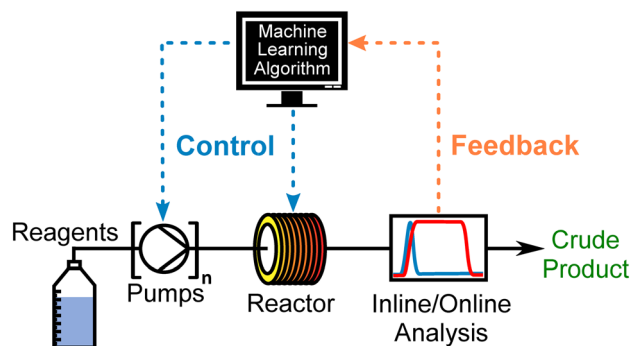 Machine
Learning
Algorithm
Control
Feedback
Reagents
n
Pumps
Reactor
Inline/Online
Analysis
Crude
Product